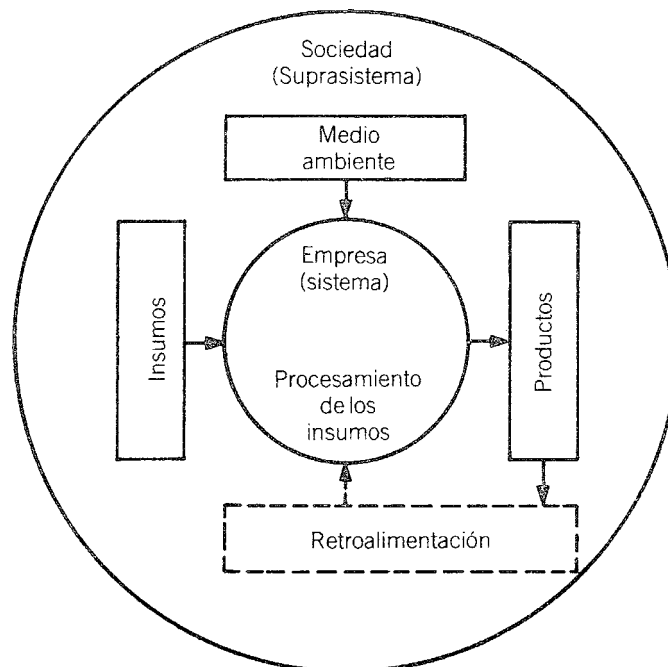 Sociedad
(Suprasistema)
Medio
ambiente
Empresa
(sistema)
Insumos
Productos
Procesamiento
de los
insumos
Retroalimentación